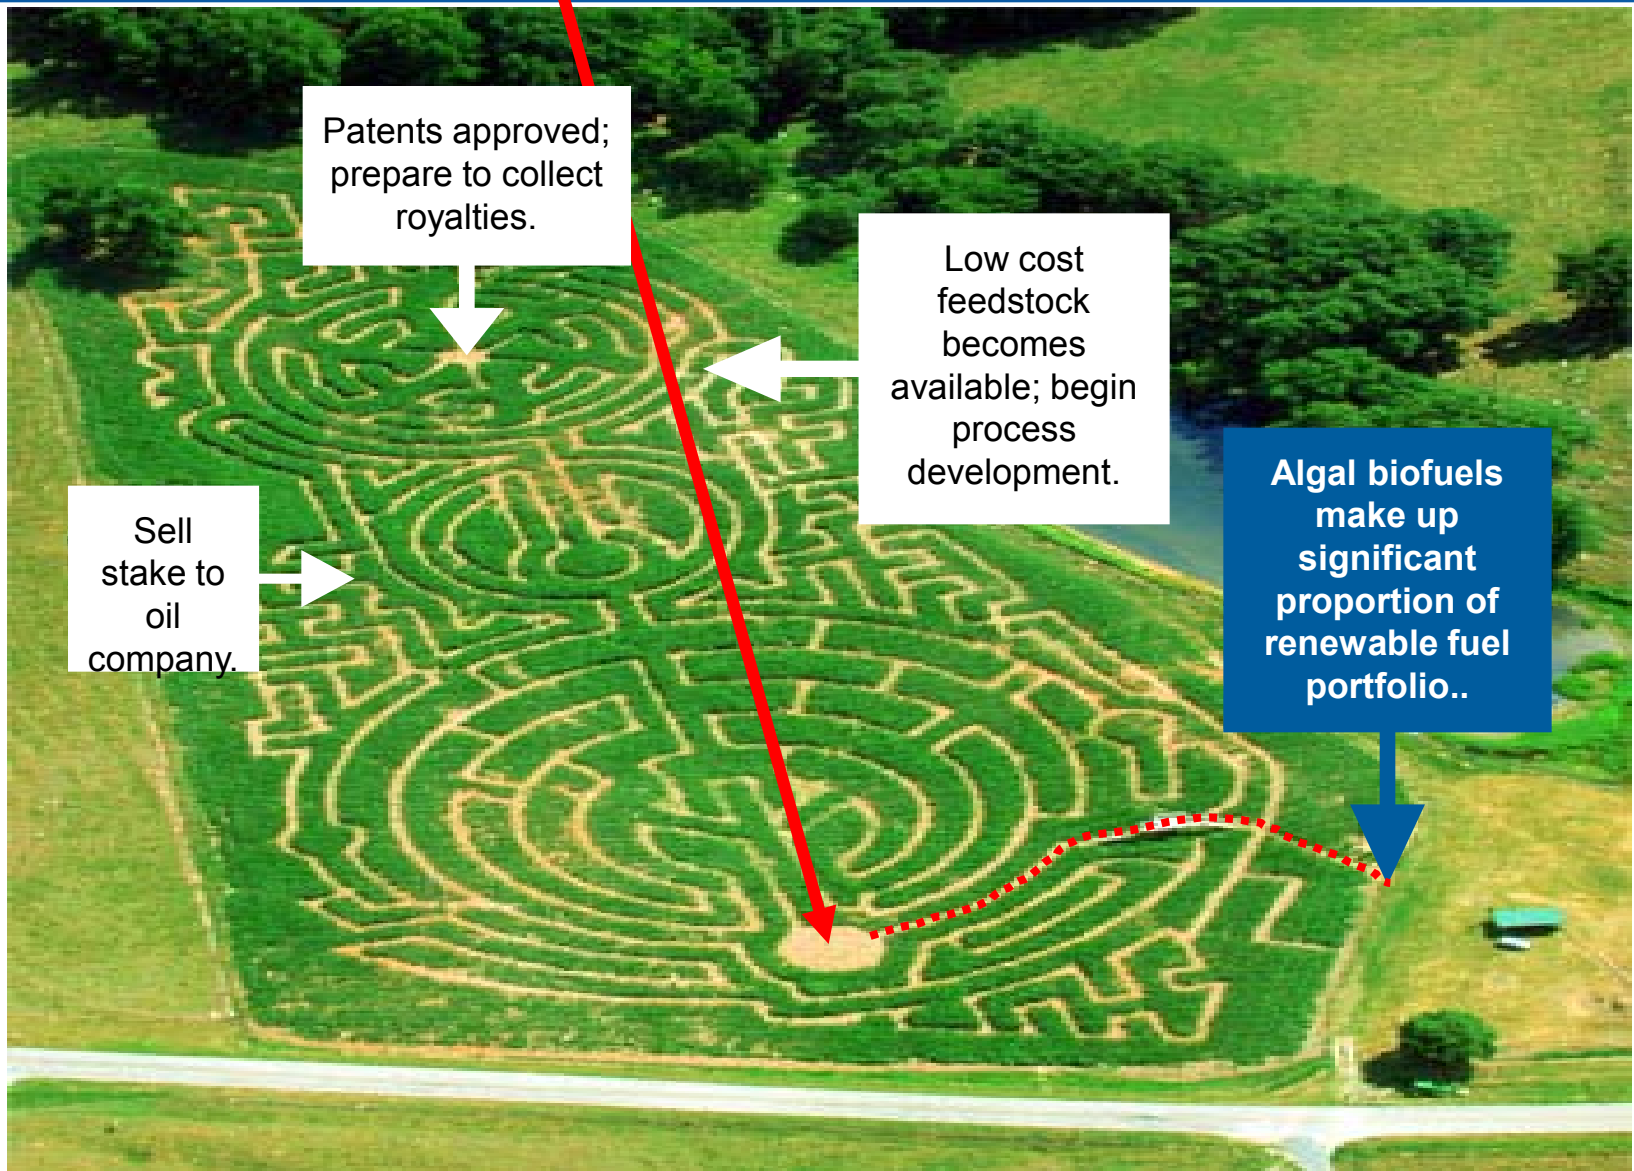 Patents approved;
prepare to collect
royalties.
Low cost
feedstock
becomes
available; begin
process
development.
Sell
stake to
oil
company.
Algal biofuels
make up
significant
proportion of
renewable fuel
portfolio..